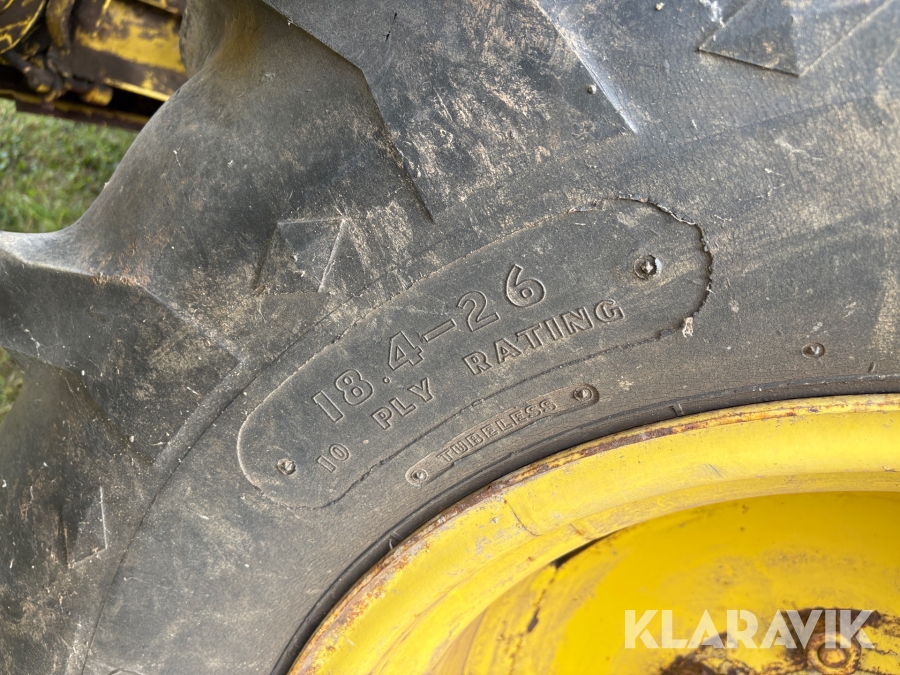 18.4-26
10 PLY RATING
TUBELESS
KLARAVIK